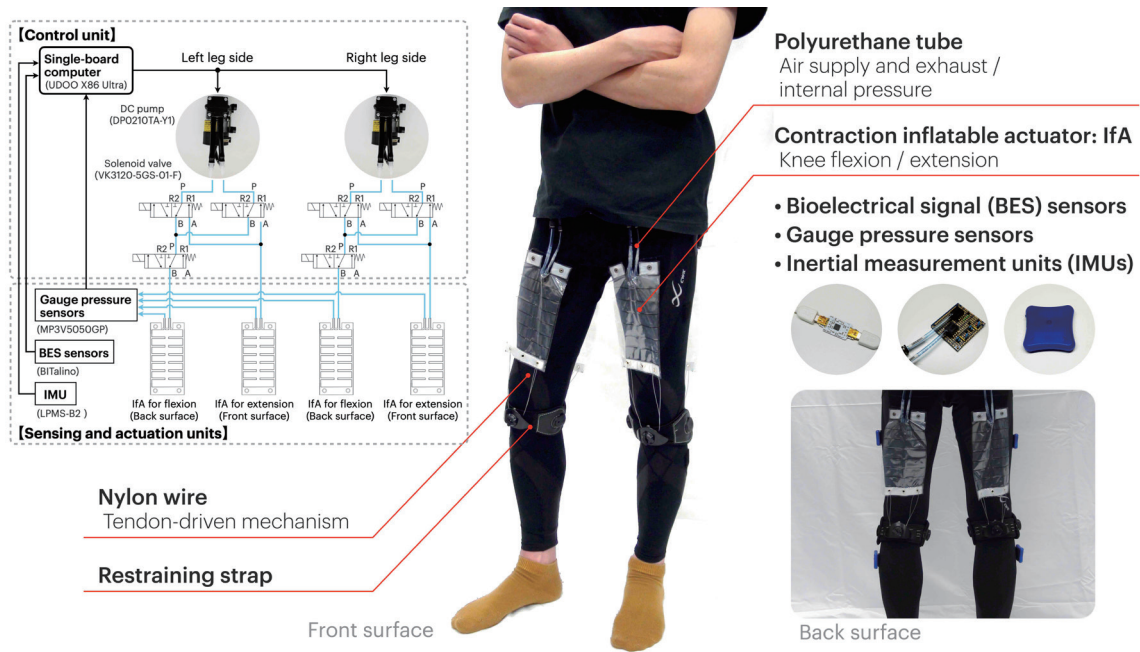 【Control unit】
Single-board
computer
(UDOO X86 Ultra)
Left leg side
Right leg side
DC pump
(DP0210TA-Y1)
Solenoid valve
(VK3120-5GS-01-F)
P
P
R2 R1
R2 R1
R2 R1
R2 R1
B A
B A
B A
B A
P
P
R2 R1
R2 R1
B A
B A
Gauge pressure
sensors
(MP3V5050GP)
BES sensors
(BITalino)
IMU
(LPMS-B2 )
IfA for flexion
(Back surface)
IfA for extension
(Front surface)
IfA for flexion
(Back surface)
IfA for extension
(Front surface)
【Sensing and actuation units】
Nylon wire
Tendon-driven mechanism
Restraining strap
Front surface
Polyurethane tube
Air supply and exhaust /
internal pressure
Contraction inflatable actuator: IfA
Knee flexion / extension
• Bioelectrical signal (BES) sensors
• Gauge pressure sensors
• Inertial measurement units (IMUs)
Back surface